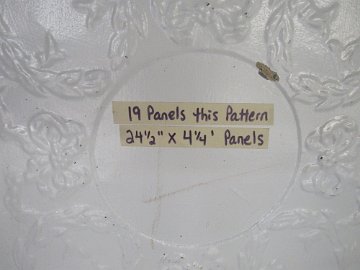 19 Panels this Pattern
24½" x 4¼' Panels